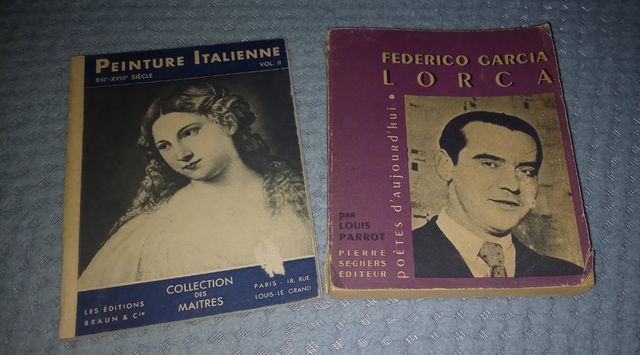 PEINTURE ITALIENNE
XIIIe-XVIIIe SIÈCLE
VOL. II
LES ÉDITIONS
BRAUN & Cie
COLLECTION
DES
MAITRES
PARIS - 18, RUE
LOUIS-LE GRAND
FEDERICO GARCIA
LORCA
poètes d'aujourd'hui •
par
LOUIS
PARROT
PIERRE
SEGHERS
ÉDITEUR